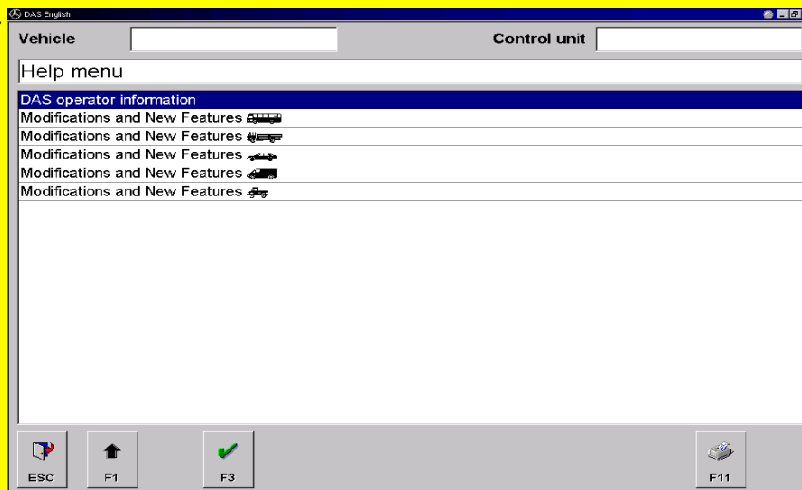 DAS English
Vehicle
Control unit
Help menu
DAS operator information
Modifications and New Features
Modifications and New Features
Modifications and New Features
Modifications and New Features
Modifications and New Features
ESC
F1
F3
F11